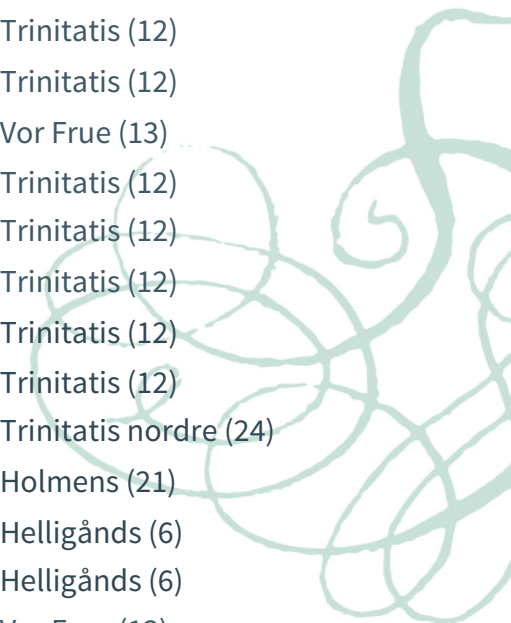 Trinitatis (12)
Trinitatis (12)
Vor Frue (13)
Trinitatis (12)
Trinitatis (12)
Trinitatis (12)
Trinitatis (12)
Trinitatis (12)
Trinitatis nordre (24)
Holmens (21)
Helligånds (6)
Helligånds (6)